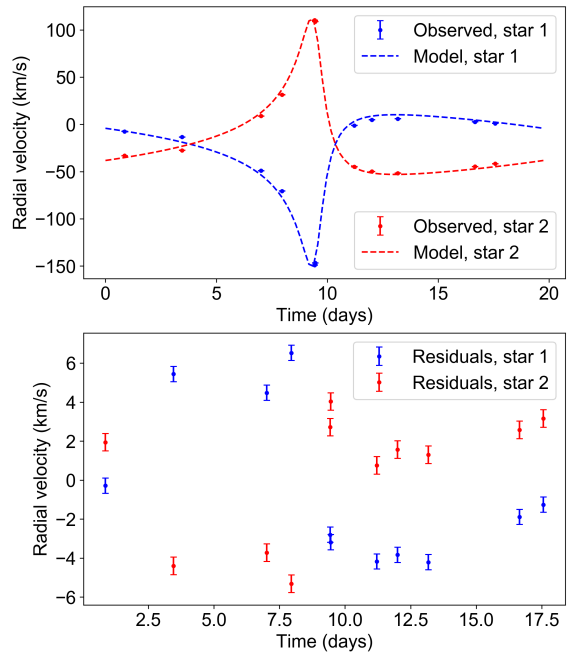 Radial velocity (km/s)
100
50
0
−50
−100
−150
Observed, star 1
Model, star 1
Observed, star 2
Model, star 2
0
5
10
15
20
Time (days)
Radial velocity (km/s)
6
4
2
0
−2
−4
−6
Residuals, star 1
Residuals, star 2
2.5
5.0
7.5
10.0
12.5
15.0
17.5
Time (days)